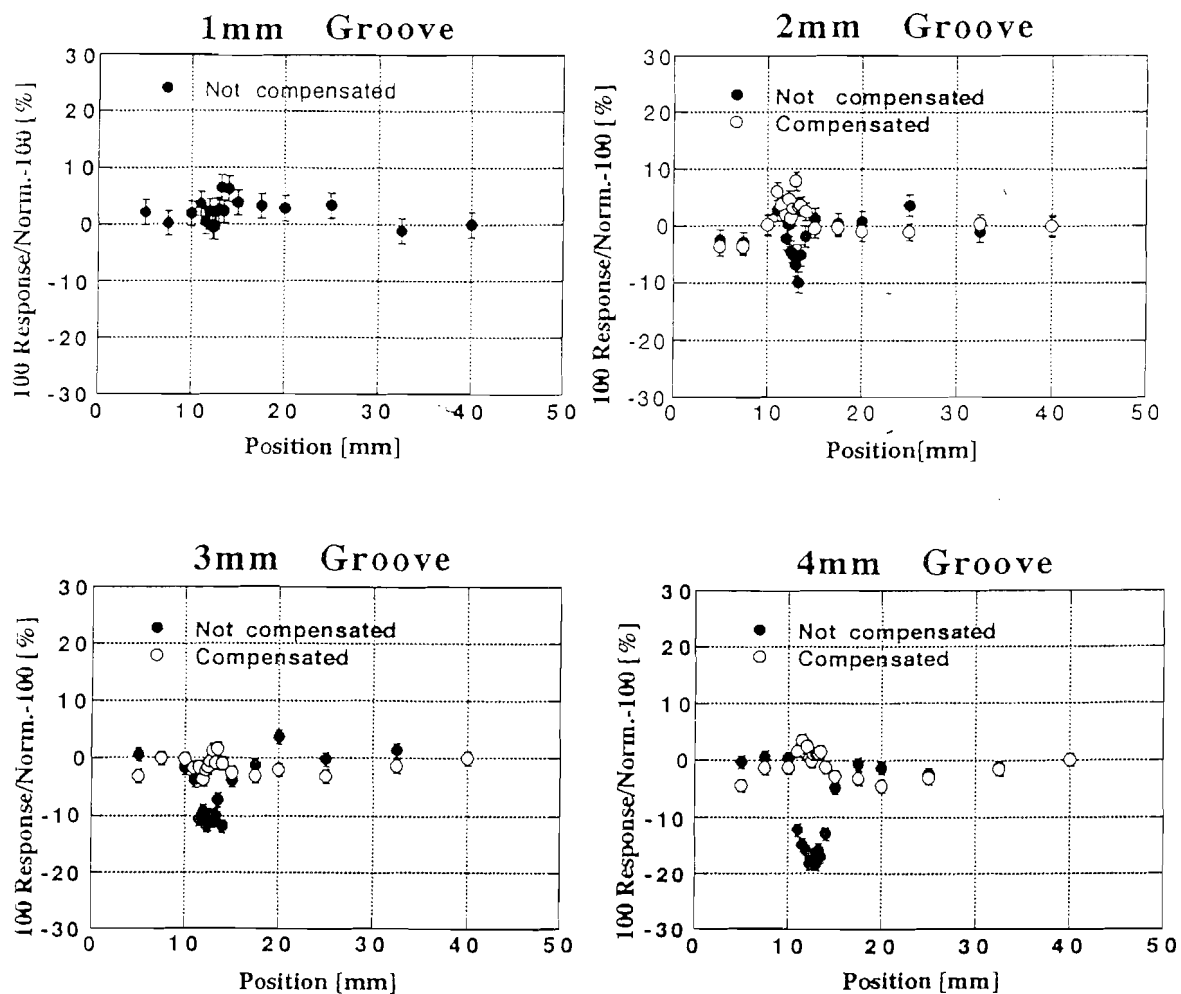 1mm Groove
100 Response/Norm.-100 [%]
30
20
10
0
-10
-20
-30
Not compensated
0 10 20 30 40 50
Position [mm]
2mm Groove
100 Response/Norm.-100 [%]
30
20
10
0
-10
-20
-30
Not compensated
Compensated
0 10 20 30 40 50
Position[mm]
3mm Groove
100 Response/Norm.-100 [%]
30
20
10
0
-10
-20
-30
Not compensated
Compensated
0 10 20 30 40 50
Position [mm]
4mm Groove
100 Response/Norm.-100 [%]
30
20
10
0
-10
-20
-30
Not compensated
Compensated
0 10 20 30 40 50
Position [mm]